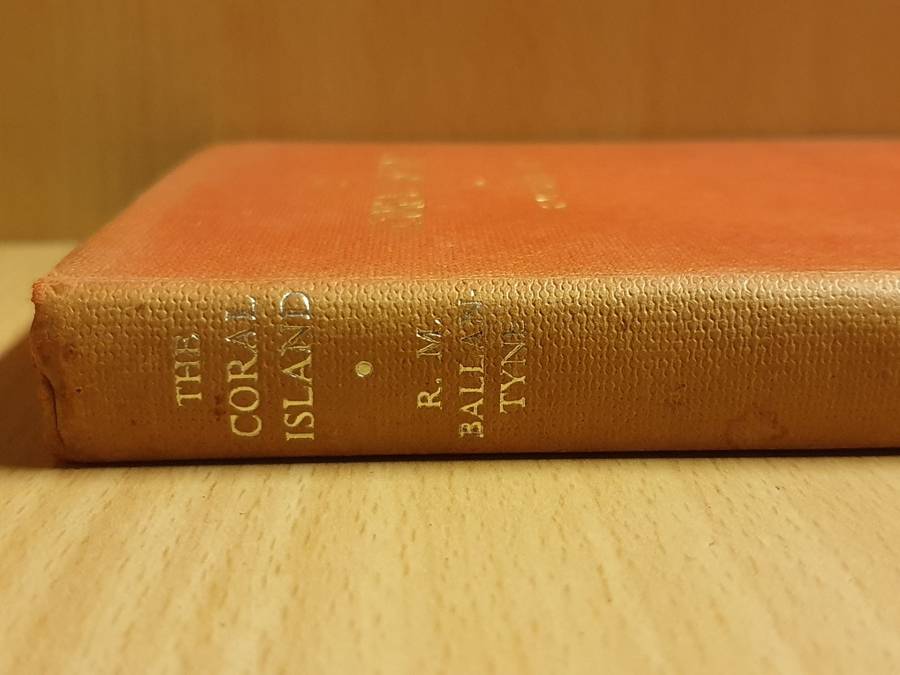 THE
CORAL
ISLAND
R. M.
BALLAN-
TYNE